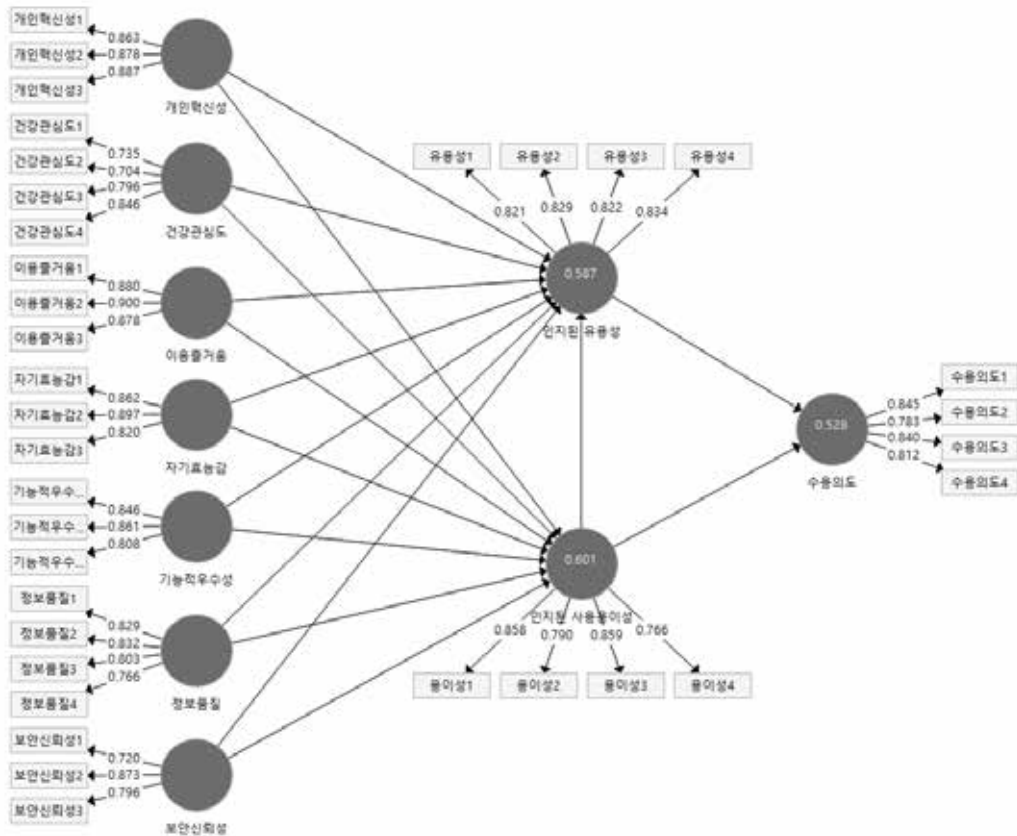 개인혁신성1
개인혁신성2
개인혁신성3
0.863
0.878
0.887
개인혁신성
건강관심도1
건강관심도2
건강관심도3
건강관심도4
0.735
0.704
0.796
0.846
건강관심도
이용즐거움1
이용즐거움2
이용즐거움3
0.880
0.900
0.878
이용즐거움
자기효능감1
자기효능감2
자기효능감3
0.862
0.897
0.820
자기효능감
기능적우수...
기능적우수...
기능적우수...
0.846
0.861
0.808
기능적우수성
정보품질1
정보품질2
정보품질3
정보품질4
0.829
0.832
0.803
0.766
정보품질
보안신뢰성1
보안신뢰성2
보안신뢰성3
0.720
0.873
0.796
보안신뢰성
유용성1
유용성2
유용성3
유용성4
0.821
0.829
0.822
0.834
0.587
인지된 유용성
0.601
인지된 사용용이성
0.858
0.790
0.859
0.766
용이성1
용이성2
용이성3
용이성4
0.528
수용의도
0.845
0.783
0.840
0.812
수용의도1
수용의도2
수용의도3
수용의도4